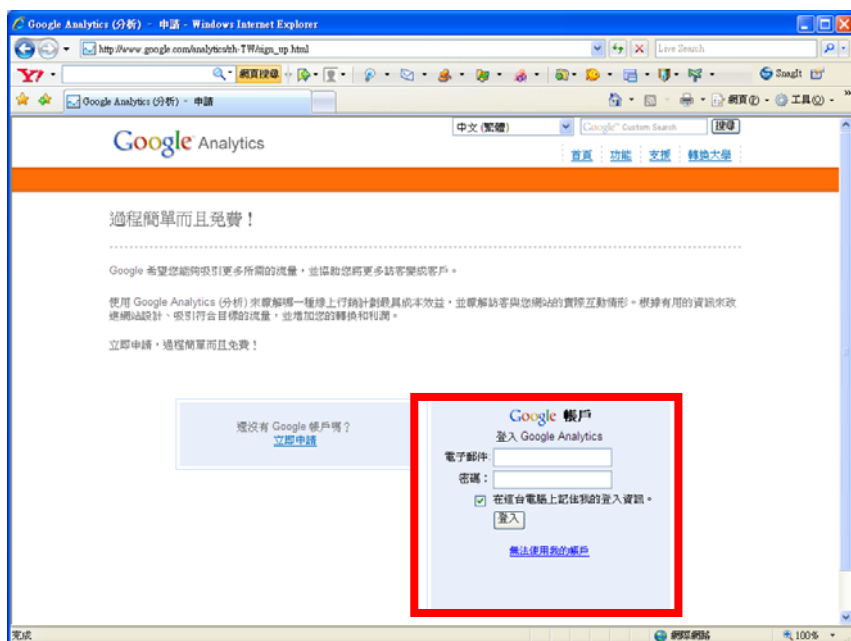 Google Analytics (分析) - 申請 - Windows Internet Explorer
http://www.google.com/analytics/zh-TW/sign_up.html
Live Search
Y7
網頁搜尋
SnagIt
Google Analytics (分析) - 申請
網頁(P)
工具(O)
Google Analytics
中文 (繁體)
Google™ Custom Search
搜尋
首頁
功能
支援
轉換大學
過程簡單而且免費！
Google 希望您能夠吸引更多所需的流量，並協助您將更多訪客變成客戶。
使用 Google Analytics (分析) 來瞭解哪一種線上行銷計劃最具成本效益，並瞭解訪客與您網站的實際互動情形。根據有用的資訊來改
進網站設計、吸引符合目標的流量，並增加您的轉換和利潤。
立即申請，過程簡單而且免費！
還沒有 Google 帳戶嗎？
立即申請
Google 帳戶
登入 Google Analytics
電子郵件:
密碼：
在這台電腦上記住我的登入資訊。
登入
無法使用我的帳戶
完成
網際網路
100%